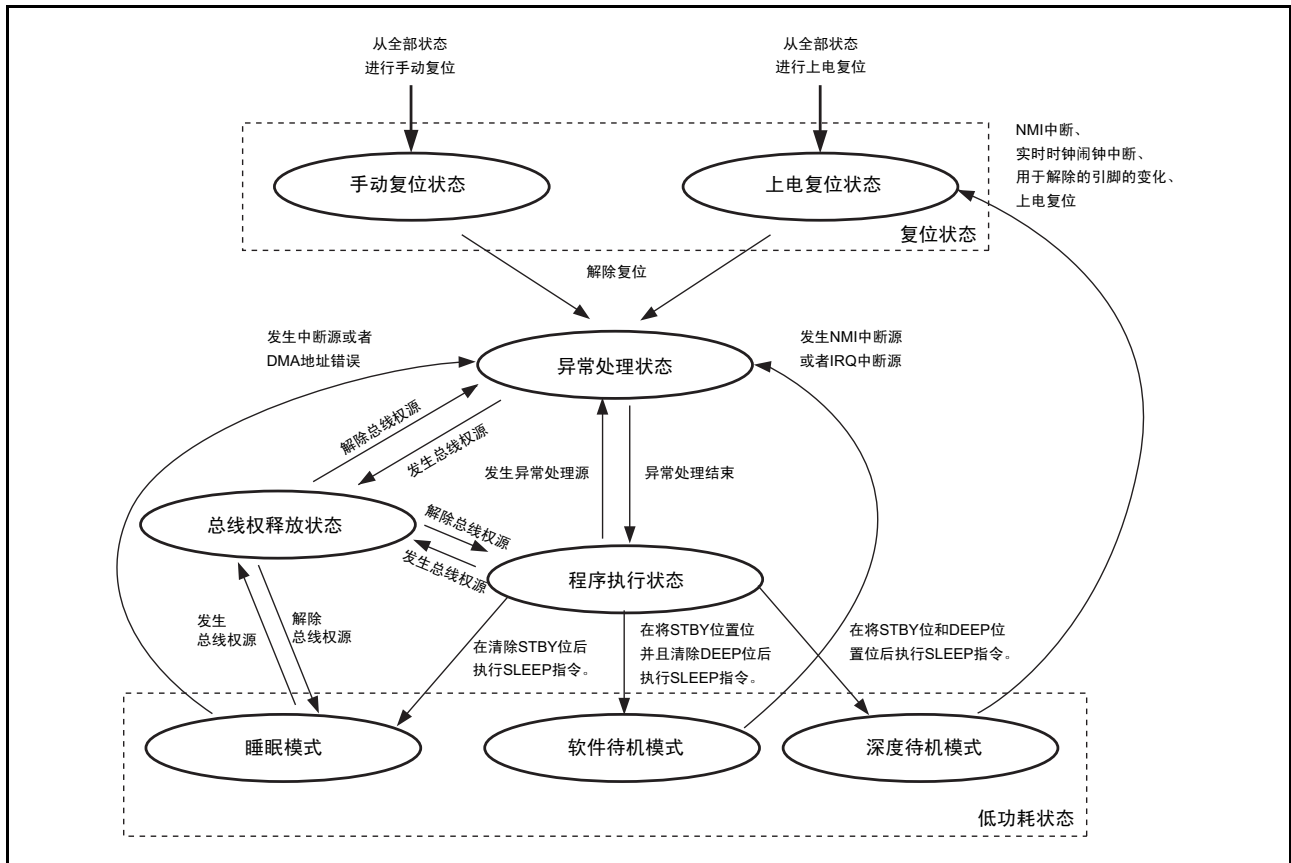 从全部状态
进行手动复位
从全部状态
进行上电复位
NMI中断、
实时时钟闹钟中断、
用于解除的引脚的变化、
上电复位
手动复位状态
上电复位状态
复位状态
解除复位
发生中断源或者
DMA地址错误
发生NMI中断源
或者IRQ中断源
异常处理状态
解除总线权源
发生总线权源
发生异常处理源
异常处理结束
总线权释放状态
解除总线权源
发生总线权源
程序执行状态
发生
总线权源
解除
总线权源
在清除STBY位后
执行SLEEP指令。
在将STBY位置位
并且清除DEEP位后
执行SLEEP指令。
在将STBY位和DEEP位
置位后执行SLEEP指令。
睡眠模式
软件待机模式
深度待机模式
低功耗状态